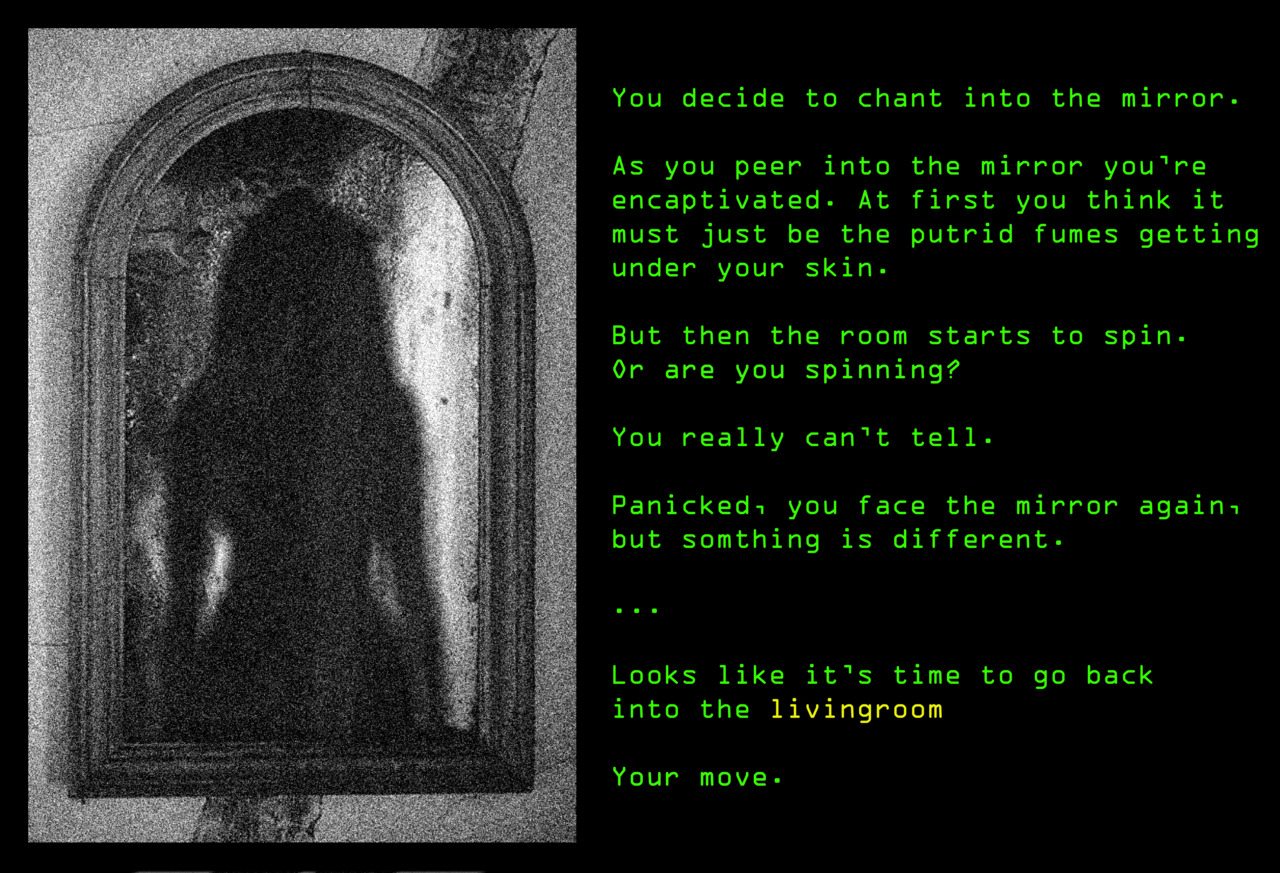 You decide to chant into the mirror.
As you peer into the mirror you're
encaptivated. At first you think it
must just be the putrid fumes getting
under your skin.
But then the room starts to spin.
Or are you spinning?
You really can't tell.
Panicked, you face the mirror again,
but somthing is different.
...
Looks like it's time to go back
into the livingroom
Your move.